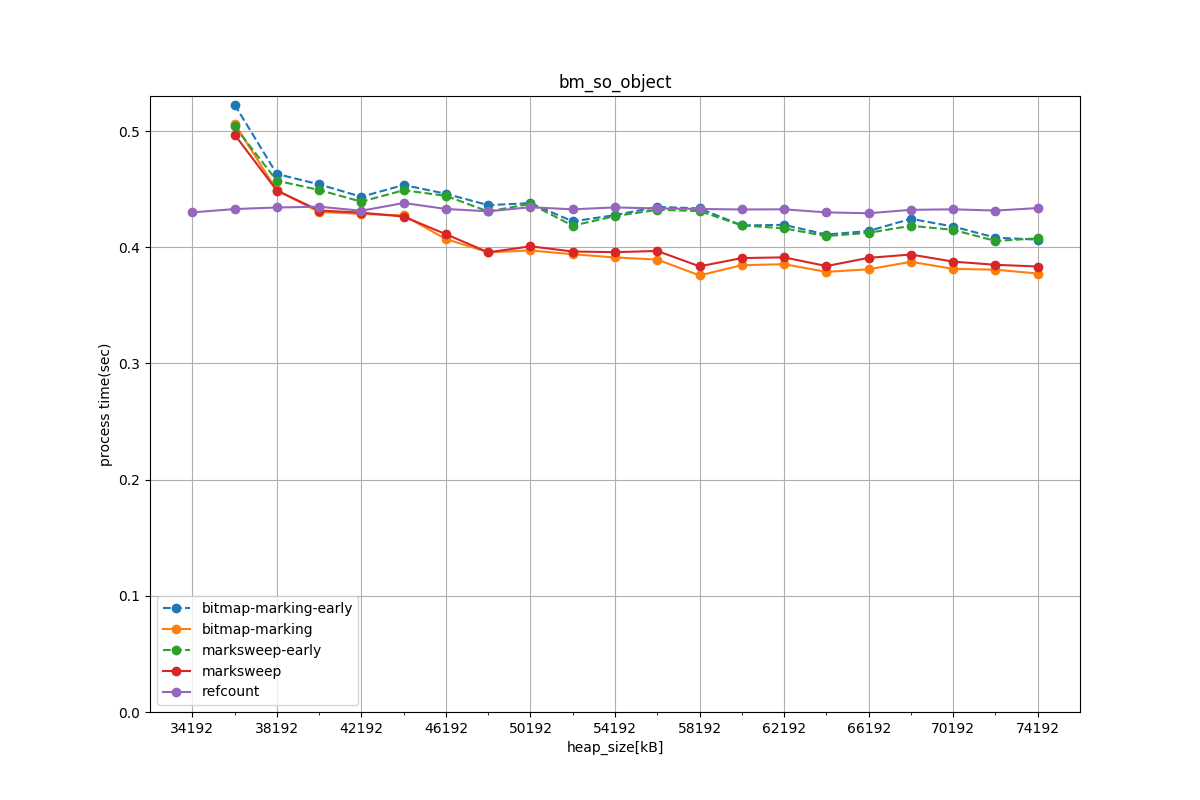 bm_so_object
0.5
0.4
0.3
0.2
0.1
0.0
process time(sec)
bitmap-marking-early
bitmap-marking
marksweep-early
marksweep
refcount
34192 38192 42192 46192 50192 54192 58192 62192 66192 70192 74192
heap_size[kB]